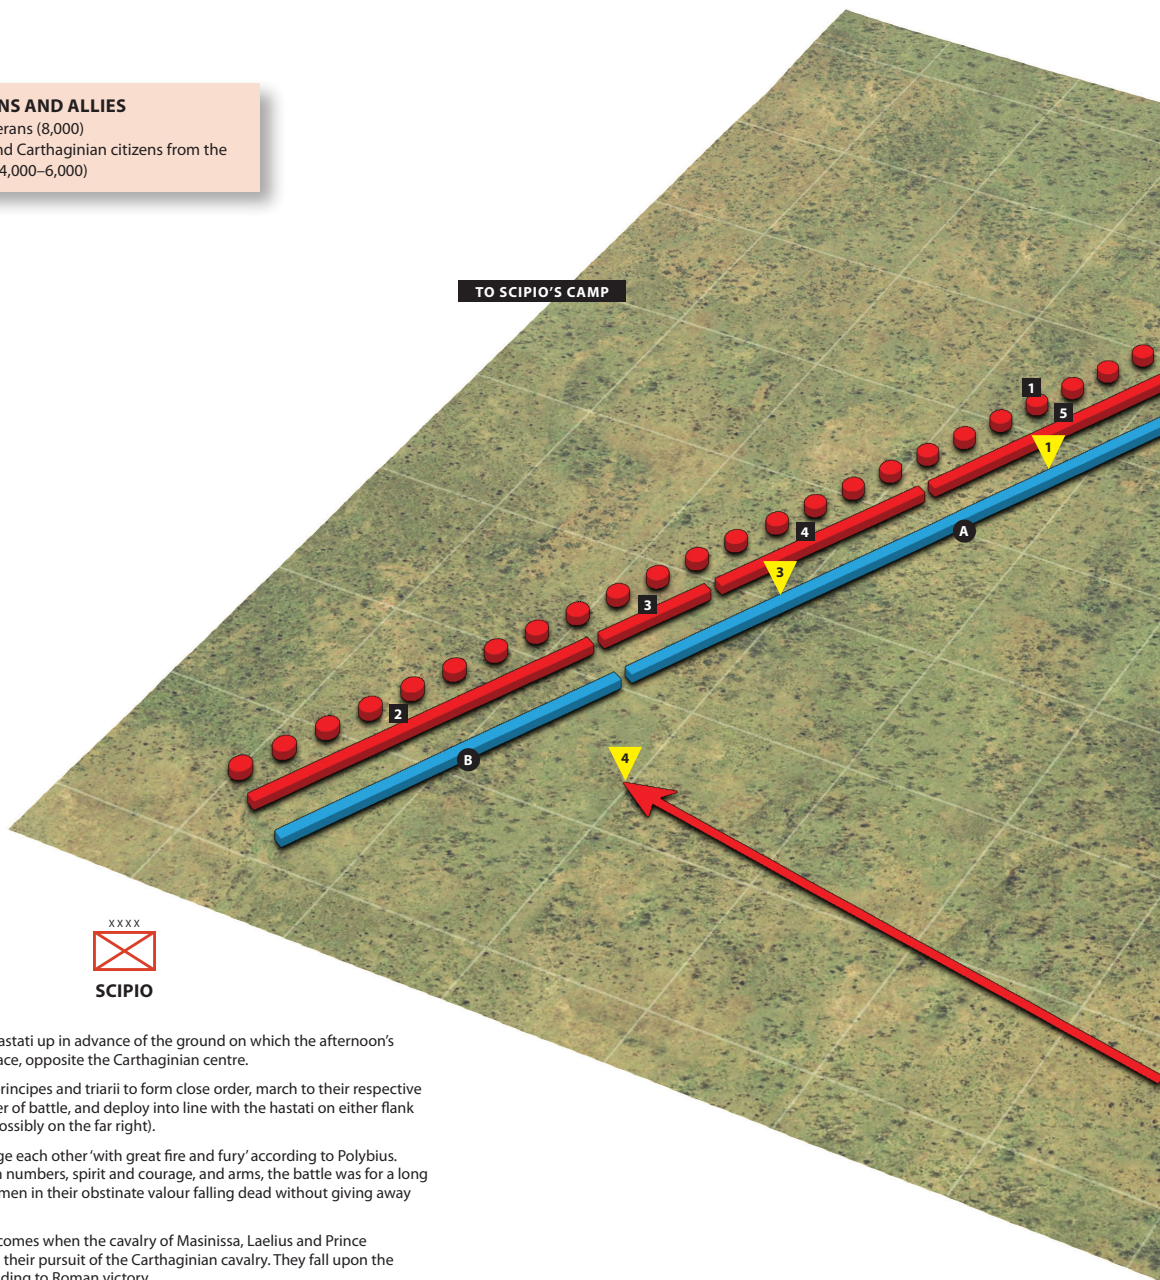 NS AND ALLIES
erans (8,000)
nd Carthaginian citizens from the
4,000–6,000)
TO SCIPIO'S CAMP
1
5
1
A
4
3
3
2
B
4
xxxx
SCIPIO
astati up in advance of the ground on which the afternoon's
ace, opposite the Carthaginian centre.
rincipes and triarii to form close order, march to their respective
er of battle, and deploy into line with the hastati on either flank
ossibly on the far right).
ge each other 'with great fire and fury' according to Polybius.
n numbers, spirit and courage, and arms, the battle was for a long
men in their obstinate valour falling dead without giving away
comes when the cavalry of Masinissa, Laelius and Prince
their pursuit of the Carthaginian cavalry. They fall upon the
ding to Roman victory.